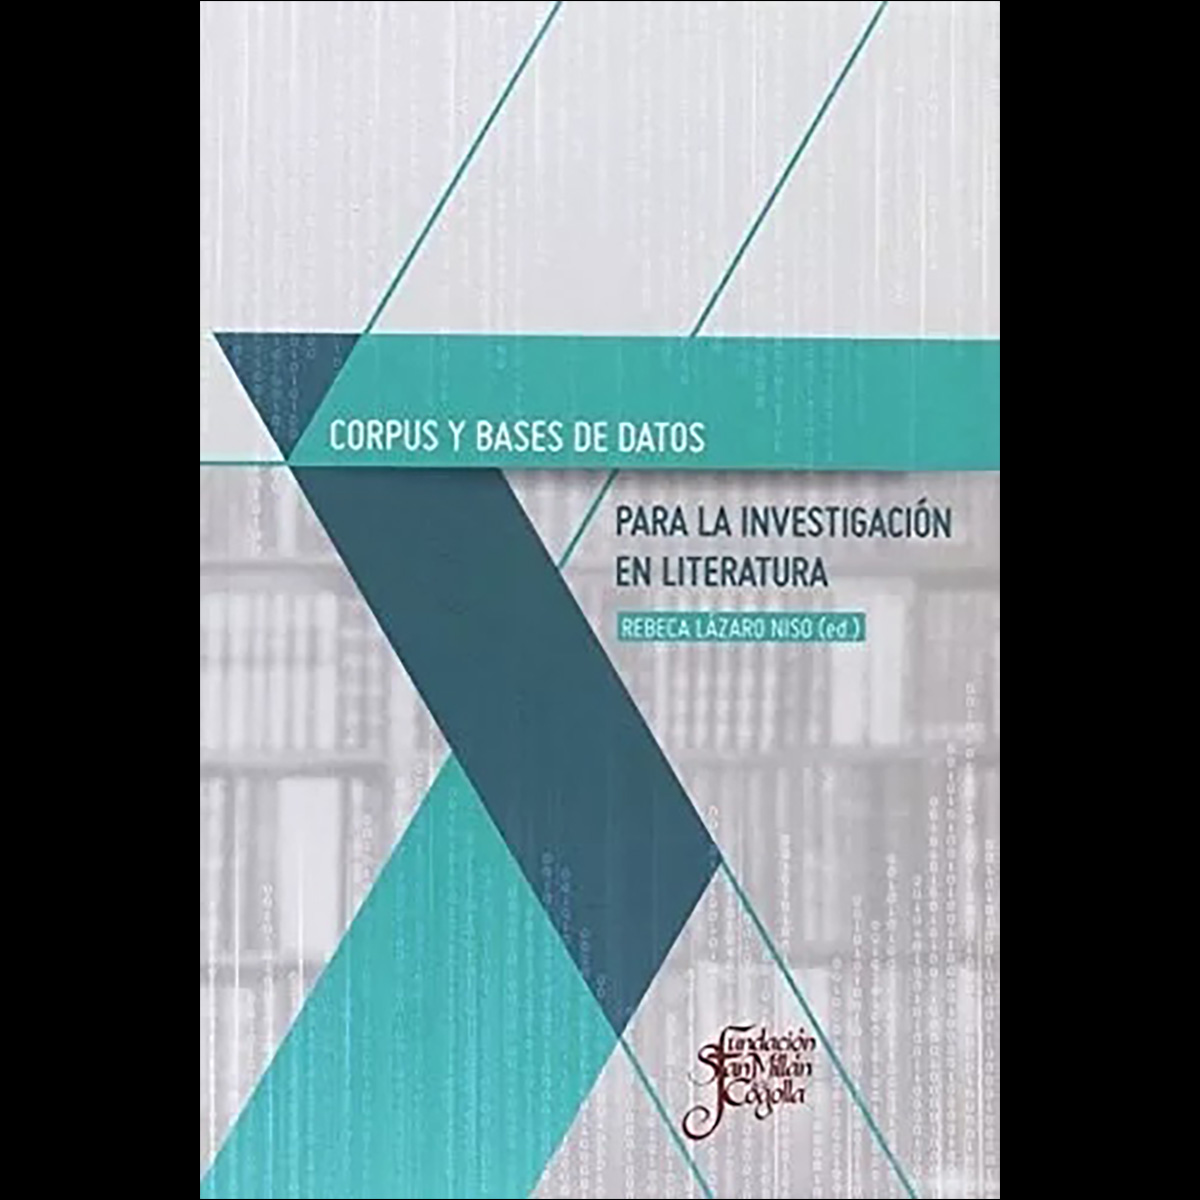 CORPUS Y BASES DE DATOS
PARA LA INVESTIGACIÓN
EN LITERATURA
REBECA LÁZARO NISO (ed.)
Fundación
San Millán
Cogolla